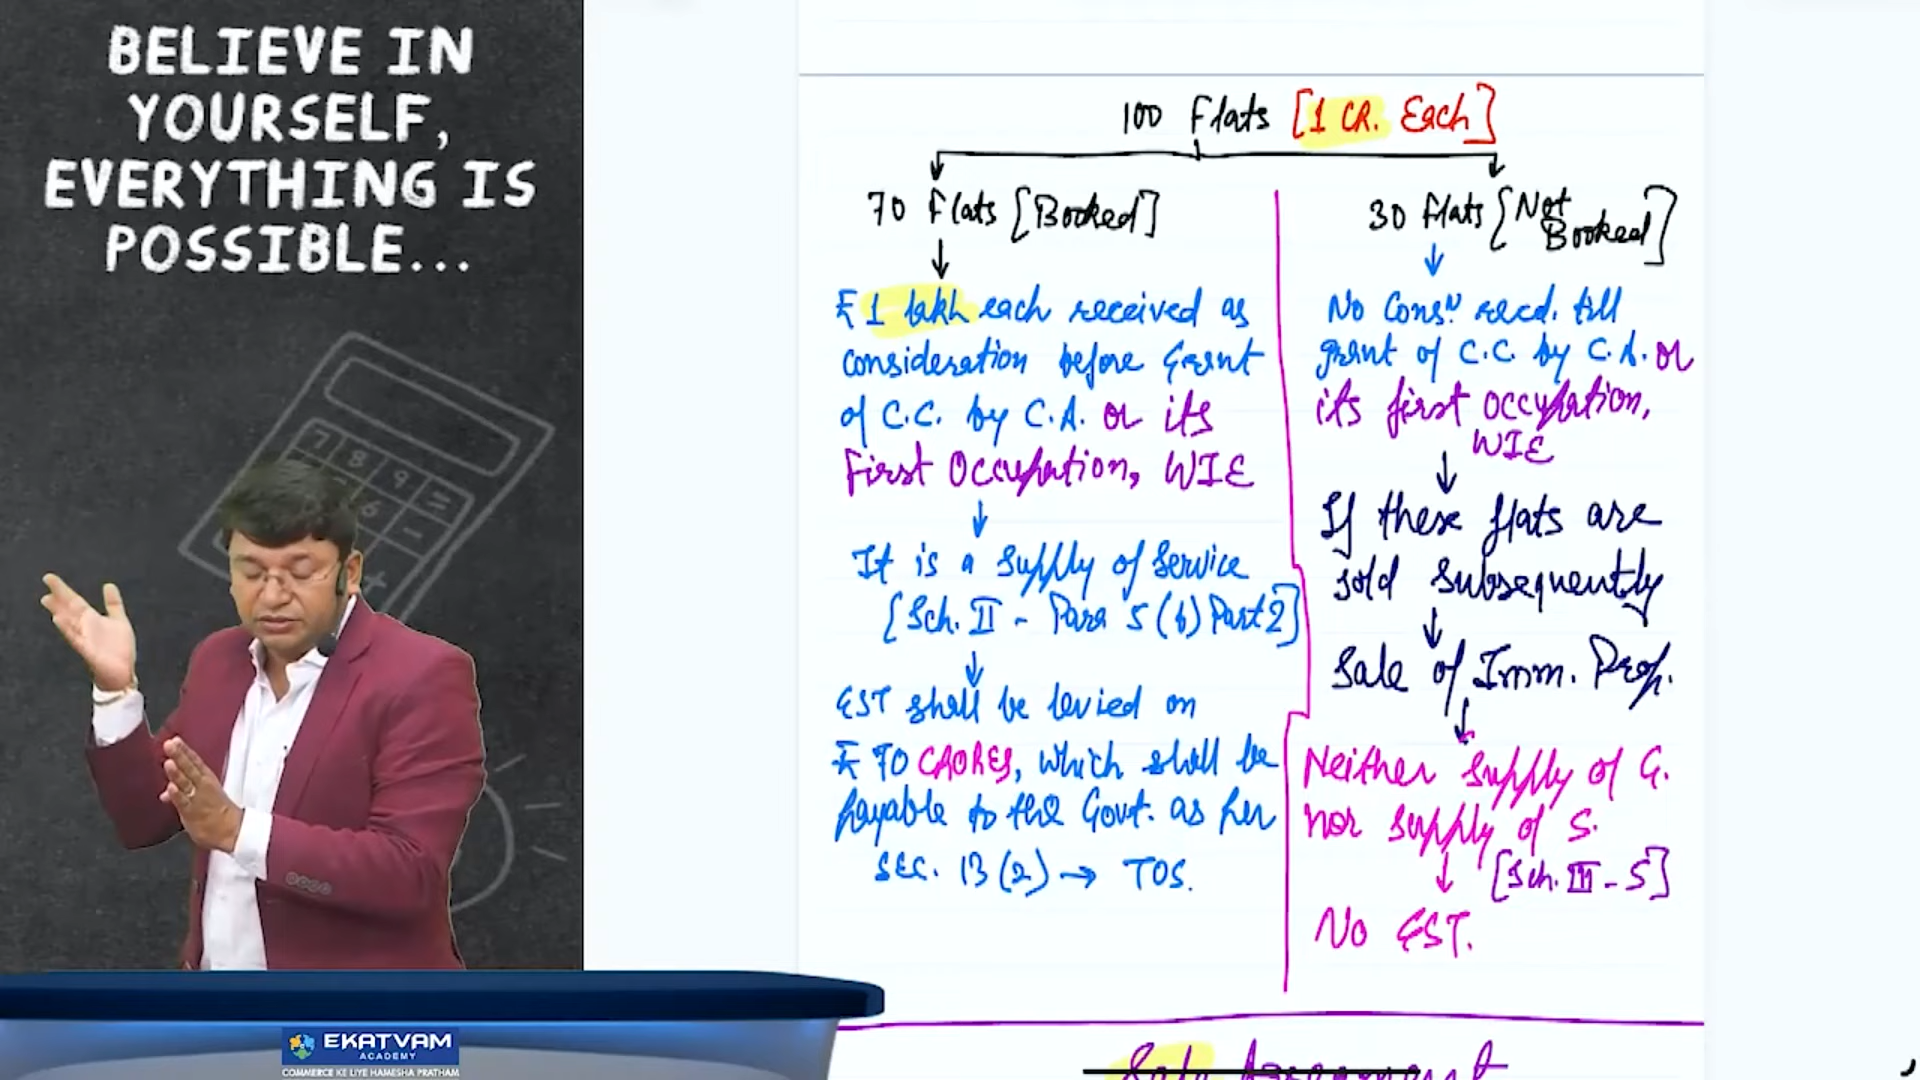 BELIEVE IN
YOURSELF,
EVERYTHING IS
POSSIBLE...
7 8 9 =
6 -
+
EKATVAM
ACADEMY
COMMERCE KE LIYE HAMESHA PRATHAM
100 Flats [1 CR. Each]
70 Flats [Booked]
₹ 1 lakh each received as
consideration before Grant
of C.C. by C.A. or its
First Occupation, WIE
It is a Supply of Service
[Sch. II - Para 5 (b) Part 2]
GST shall be levied on
₹ 70 CRORES, which shall be
payable to the Govt. as per
SEC. 13 (2) → TOS.
30 Flats [Not
Booked]
No Consn. recd. till
grant of C.C. by C.A. or
its first occupation,
WIE
If these flats are
sold subsequently
Sale of Imm. Prop.
Neither Supply of G.
nor supply of S.
[Sch. III - 5]
No GST.